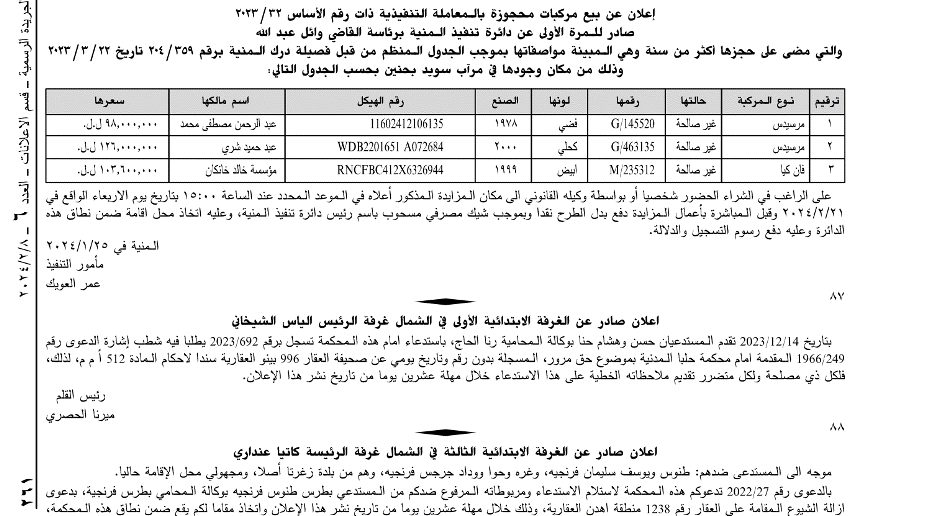 الجريدة الرسمية - قسم الاعلانات - العدد ٦ - ٢٠٢٤/٢/٨
إعلان عن بيع مركبات محجوزة بالمعاملة التنفيذية ذات رقم الأساس ٢٠٢٣/٣٢
صادر للمرة الأولى عن دائرة تنفيذ المنية برئاسة القاضي وائل عبد الله
والتي مضى على حجزها أكثر من سنة وهي المبينة مواصفاتها بموجب الجدول المنظم من قبل فصيلة درك المنية برقم ٢٠٤/٣٥٩ تاريخ ٢٠٢٣/٣/٢٢
وذلك من مكان وجودها في مرآب سويد بحنين بحسب الجدول التالي:
ترقيم نوع المركبة حالتها رقمها لونها الصنع رقم الهيكل اسم مالكها سعرها
١ مرسيدس غير صالحة G/145520 فضي ١٩٧٨ 11602412106135 عبد الرحمن مصطفى محمد ٩٨,٠٠٠,٠٠٠ ل.ل.
٢ مرسيدس غير صالحة G/463135 كحلي ٢٠٠٠ WDB2201651 A072684 عبد حميد شري ١٢٦,٠٠٠,٠٠٠ ل.ل.
٣ فان كيا غير صالحة M/235312 ابيض ١٩٩٩ RNCFBC412X6326944 مؤسسة خالد خانكان ١٠٣,٦٠٠,٠٠٠ ل.ل.
على الراغب في الشراء الحضور شخصيا أو بواسطة وكيله القانوني الى مكان المزايدة المذكور أعلاه في الموعد المحدد عند الساعة ١٥:٠٠ بتاريخ يوم الاربعاء الواقع في
٢٠٢٤/٢/٢١ وقبل المباشرة بأعمال المزايدة دفع بدل الطرح نقدا وبموجب شيك مصرفي مسحوب باسم رئيس دائرة تنفيذ المنية، وعليه اتخاذ محل اقامة ضمن نطاق هذه
الدائرة وعليه دفع رسوم التسجيل والدلالة.
المنية في ٢٠٢٤/١/٢٥
مأمور التنفيذ
عمر العويك
٨٧
اعلان صادر عن الغرفة الابتدائية الأولى في الشمال غرفة الرئيس الياس الشيخاني
بتاريخ 2023/12/14 تقدم المستدعيان حسن وهشام حنا بوكالة المحامية رنا الحاج، باستدعاء امام هذه المحكمة تسجل برقم 2023/692 يطلبا فيه شطب إشارة الدعوى رقم
1966/249 المقدمة امام محكمة حلبا المدنية بموضوع حق مرور، المسجلة بدون رقم وتاريخ يومي عن صحيفة العقار 996 بينو العقارية سندا لاحكام المادة 512 أ م م، لذلك،
فلكل ذي مصلحة ولكل متضرر تقديم ملاحظاته الخطية على هذا الاستدعاء خلال مهلة عشرين يوما من تاريخ نشر هذا الإعلان.
رئيس القلم
ميرنا الحصري
٨٨
اعلان صادر عن الغرفة الابتدائية الثالثة في الشمال غرفة الرئيسة كاتيا عنداري
موجه الى المستدعى ضدهم: طنوس ويوسف سليمان فرنجيه، وغره وحوا ووداد جرجس فرنجيه، وهم من بلدة زغرتا أصلا، ومجهولي محل الإقامة حاليا.
بالدعوى رقم 2022/27 تدعوكم هذه المحكمة لاستلام الاستدعاء ومربوطاته المرفوع ضدكم من المستدعي بطرس طنوس فرنجيه بوكالة المحامي بطرس فرنجية، بدعوى
ازالة الشيوع المقامة على العقار رقم 1238 منطقة اهدن العقارية، وذلك خلال مهلة عشرين يوما من تاريخ نشر هذا الإعلان واتخاذ مقاما لكم يقع ضمن نطاق هذه المحكمة،
٢٦١